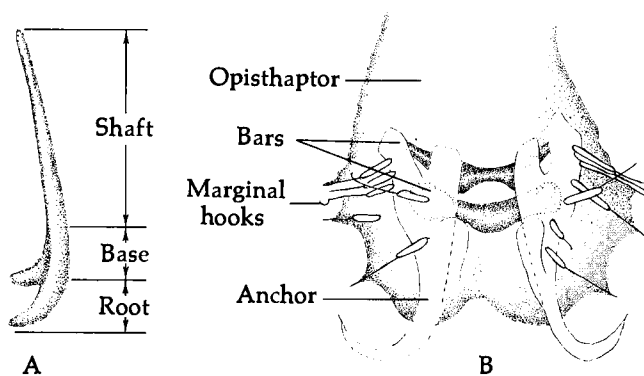 Shaft
Base
Root
A
Opisthaptor
Bars
Marginal
hooks
Anchor
B